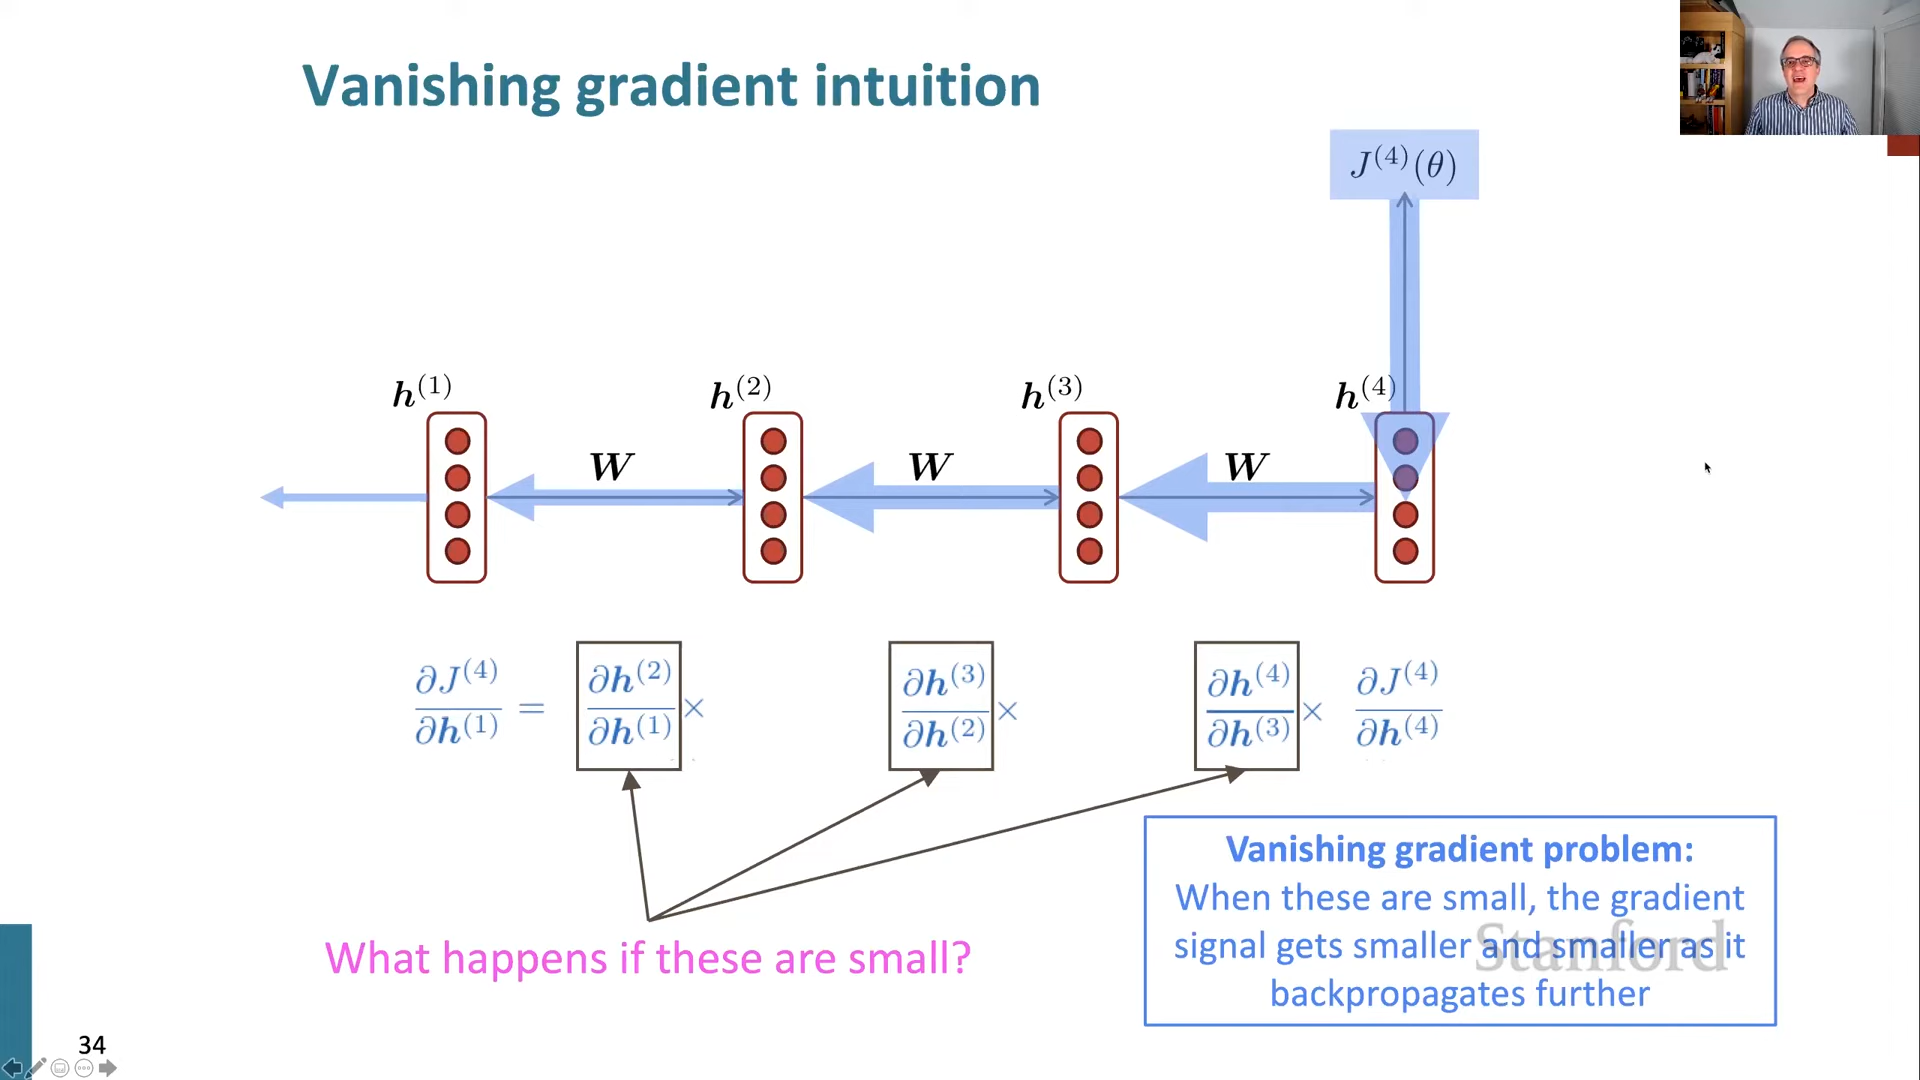 Vanishing gradient intuition
J^{(4)}(θ)
h^{(1)} h^{(2)} h^{(3)} h^{(4)}
W W W
∂J^{(4)}/∂h^{(1)} = ∂h^{(2)}/∂h^{(1)} × ∂h^{(3)}/∂h^{(2)} × ∂h^{(4)}/∂h^{(3)} × ∂J^{(4)}/∂h^{(4)}
What happens if these are small?
Vanishing gradient problem:
When these are small, the gradient
signal gets smaller and smaller as it
backpropagates further
Stanford
34